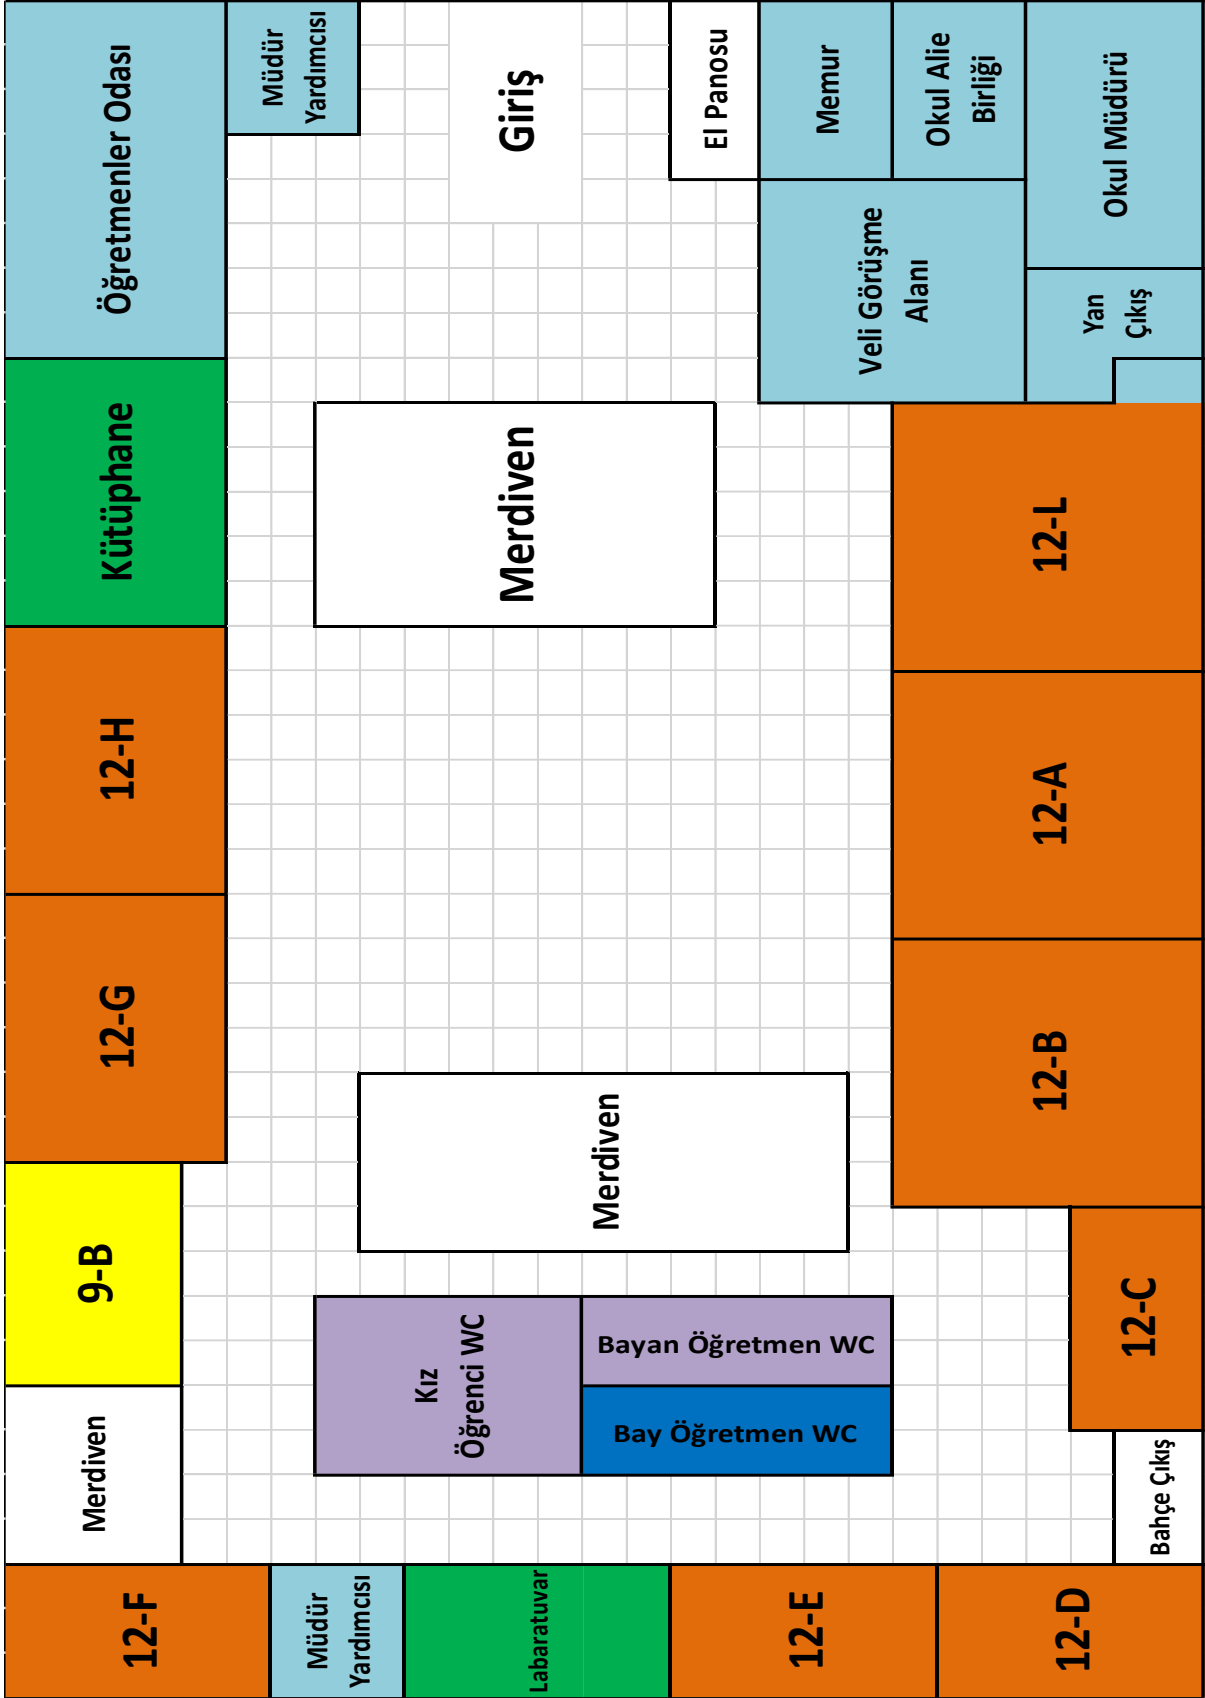 Öğretmenler Odası
Müdür
Yardımcısı
Giriş
El Panosu
Memur
Okul Alie
Birliği
Okul Müdürü
Veli Görüşme
Alanı
Yan
Çıkış
Kütüphane
Merdiven
12-L
12-H
12-A
12-G
12-B
Merdiven
9-B
12-C
Kız
Öğrenci WC
Bayan Öğretmen WC
Bay Öğretmen WC
Merdiven
Bahçe Çıkış
12-F
Müdür
Yardımcısı
Labaratuvar
12-E
12-D